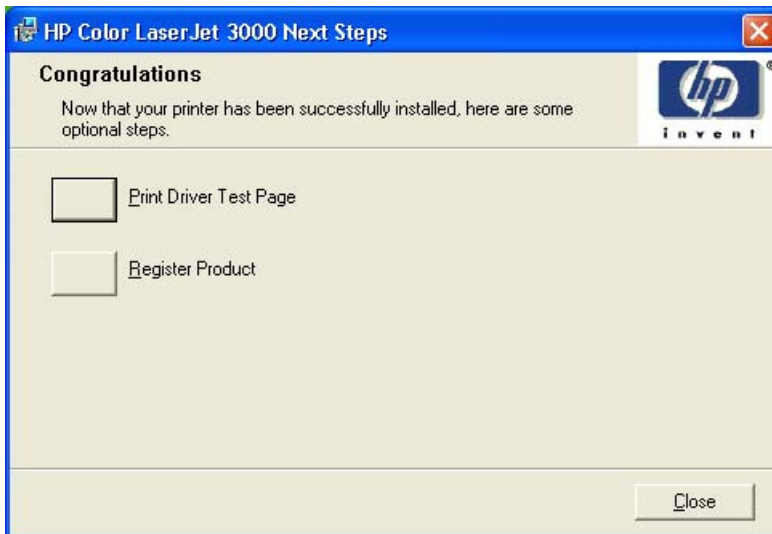 HP Color LaserJet 3000 Next Steps
Congratulations
Now that your printer has been successfully installed, here are some
optional steps.
hp
®
invent
Print Driver Test Page
Register Product
Close